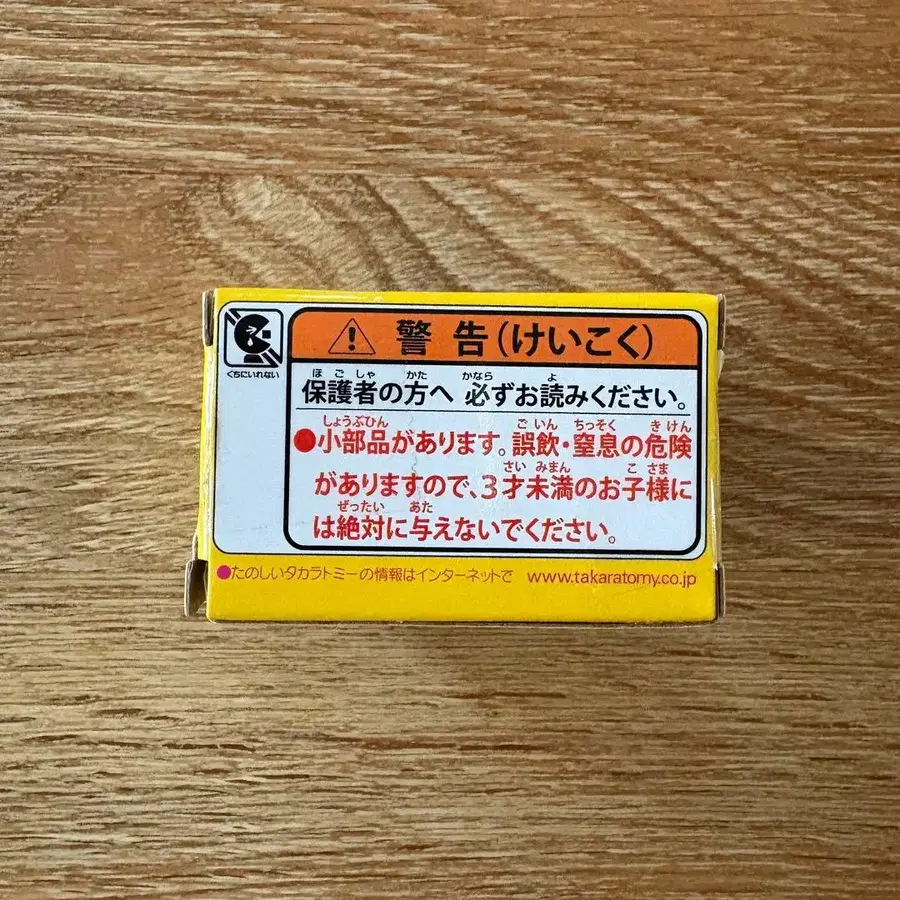 くちにいれない
警告(けいこく)
ほごしゃ かた かなら よ
保護者の方へ 必ずお読みください。
しょうぶひん ごいん ちっそく きけん
●小部品があります。誤飲・窒息の危険
さい みまん こ さま
がありますので、3才未満のお子様に
ぜったい あた
は絶対に与えないでください。
●たのしいタカラトミーの情報はインターネットで www.takaratomy.co.jp